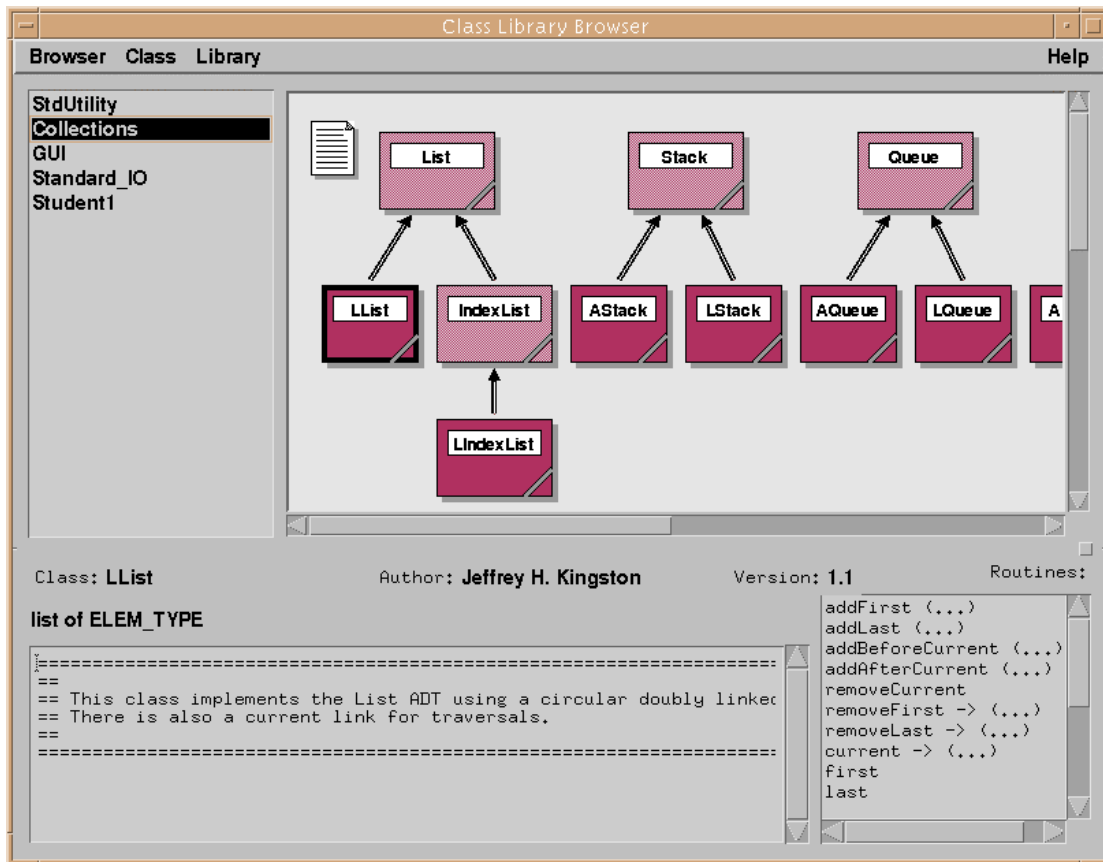 Class Library Browser
Browser Class Library Help
StdUtility
Collections
GUI
Standard_IO
Student1
List Stack Queue
LList IndexList AStack LStack AQueue LQueue A
LIndexList
Class: LList Author: Jeffrey H. Kingston Version: 1.1 Routines:
list of ELEM_TYPE
==========================================================================
==
== This class implements the List ADT using a circular doubly linked
== There is also a current link for traversals.
==
==========================================================================
addFirst (...)
addLast (...)
addBeforeCurrent (...)
addAfterCurrent (...)
removeCurrent
removeFirst -> (...)
removeLast -> (...)
current -> (...)
first
last